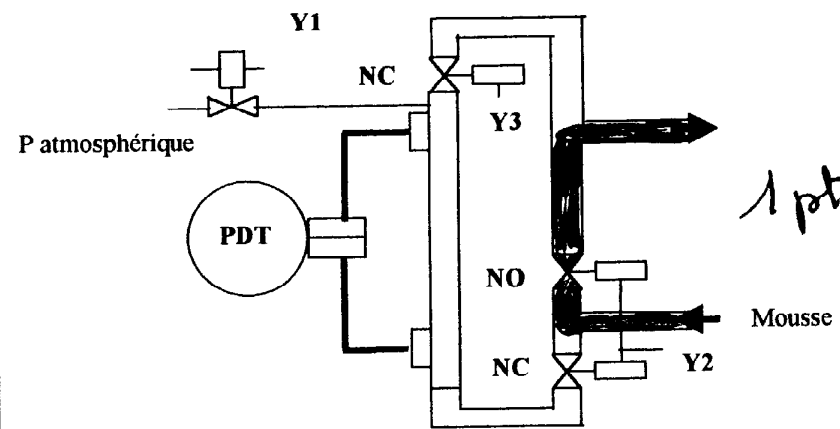 Y1
NC
Y3
P atmosphérique
1 pt
PDT
NO
Mousse
NC
Y2